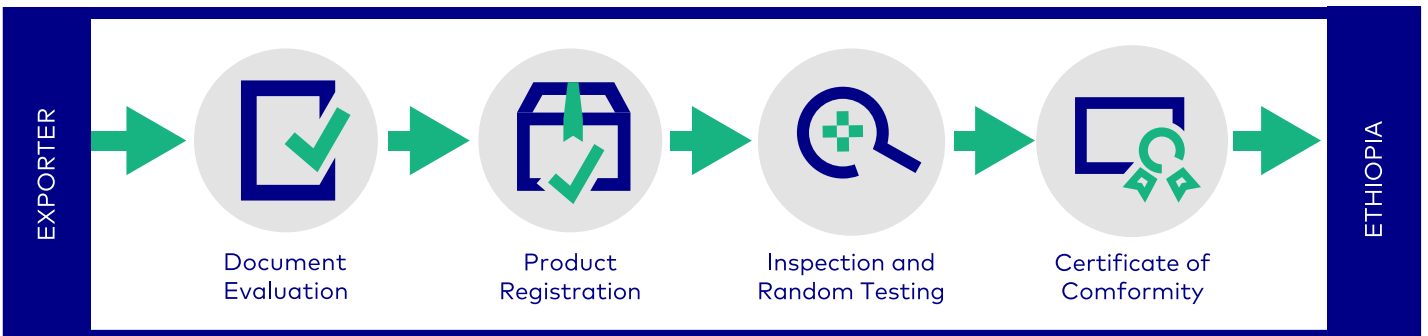 EXPORTER
Document
Evaluation
Product
Registration
Inspection and
Random Testing
Certificate of
Comformity
ETHIOPIA